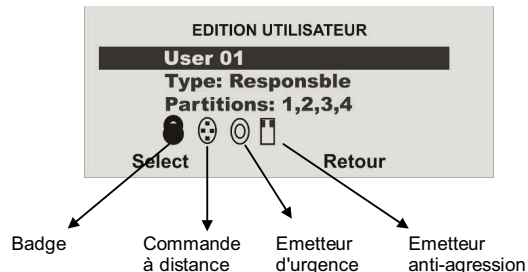 EDITION UTILISATEUR
User 01
Type: Responsble
Partitions: 1,2,3,4
Select Retour
Badge Commande Emetteur Emetteur
à distance d'urgence anti-agression